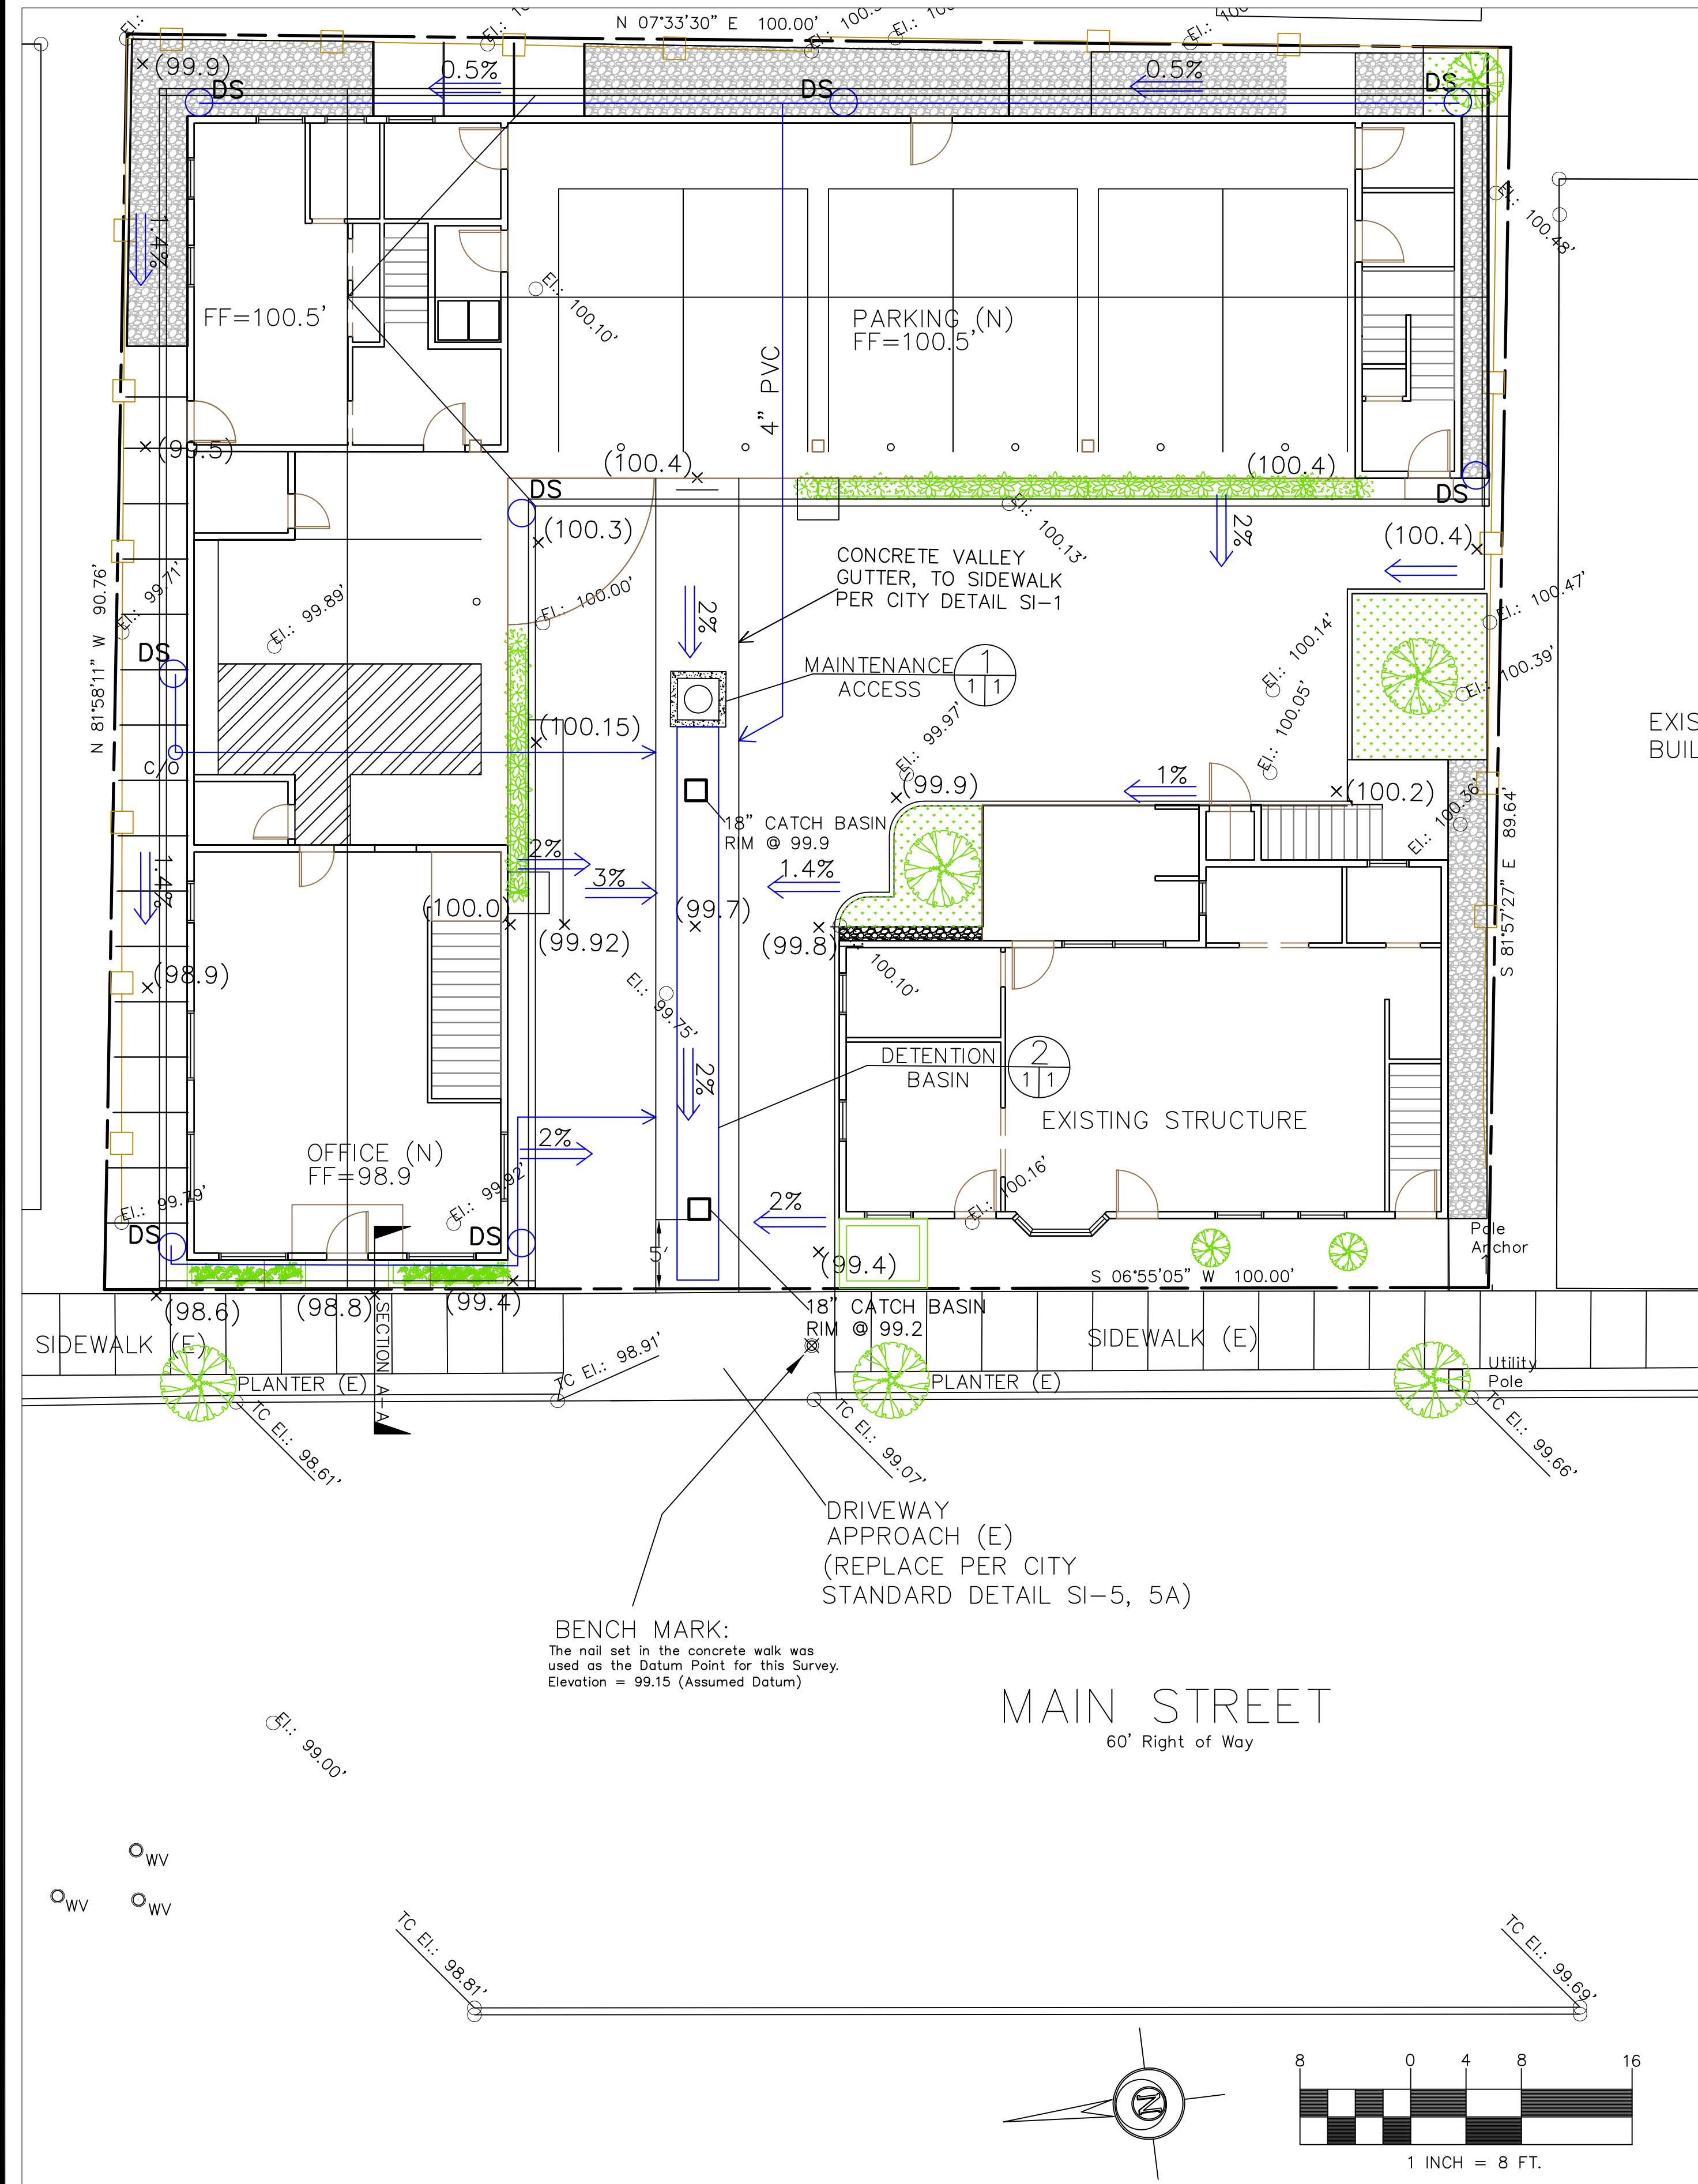 N 07°33'30" E 100.00'
(99.9)
DS
0.5%
DS
0.5%
DS
1.4%
FF=100.5'
El.: 100.10'
4" PVC
PARKING (N)
FF=100.5'
El.: 100.48'
(99.5)
(100.4)
(100.4)
DS
DS
(100.3)
El.: 100.13'
2%
(100.4)
CONCRETE VALLEY
GUTTER, TO SIDEWALK
PER CITY DETAIL SI-1
N 81°58'11" W 90.76'
El.: 99.71'
El.: 99.89'
El.: 100.00'
2%
El.: 100.14'
El.: 100.47'
DS
MAINTENANCE
ACCESS
1
1 1
El.: 100.39'
(100.15)
El.: 99.97'
El.: 100.05'
C/O
(99.9)
1%
(100.2)
El.: 100.36'
S 81°57'27" E 89.64'
18" CATCH BASIN
RIM @ 99.9
1.4%
2%
3%
1.4%
(100.0)
(99.92)
(99.7)
(99.8)
(98.9)
El.: 99.75'
100.10'
DETENTION
BASIN
2
1 1
2%
EXISTING STRUCTURE
OFFICE (N)
FF=98.9
2%
El.: 99.79'
El.: 99.92'
El.: 100.16'
DS
DS
2%
5'
(99.4)
Pole
Anchor
S 06°55'05" W 100.00'
(98.6)
(98.8)
(99.4)
18" CATCH BASIN
RIM @ 99.2
SIDEWALK (E)
SECTION A-A
SIDEWALK (E)
PLANTER (E)
TC El.: 98.91'
PLANTER (E)
Utility
Pole
TC El.: 98.61'
TC El.: 99.07'
TC El.: 99.66'
DRIVEWAY
APPROACH (E)
(REPLACE PER CITY
STANDARD DETAIL SI-5, 5A)
BENCH MARK:
The nail set in the concrete walk was
used as the Datum Point for this Survey.
Elevation = 99.15 (Assumed Datum)
MAIN STREET
60' Right of Way
El.: 99.00'
WV
WV
WV
TC El.: 98.81'
TC El.: 99.69'
N
8 0 4 8 16
1 INCH = 8 FT.